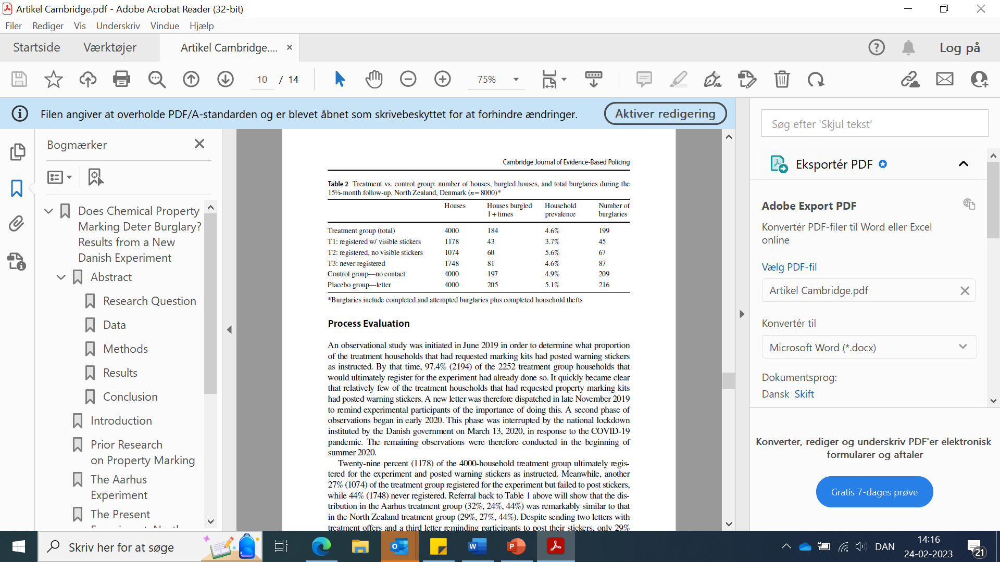 Artikel Cambridge.pdf - Adobe Acrobat Reader (32-bit)
Filer Rediger Vis Underskriv Vindue Hjælp
Startside Værktøjer Artikel Cambridge.... Log på
10 / 14 75%
Filen angiver at overholde PDF/A-standarden og er blevet åbnet som skrivebeskyttet for at forhindre ændringer. Aktiver redigering
Bogmærker
Does Chemical Property
Marking Deter Burglary?
Results from a New
Danish Experiment
Abstract
Research Question
Data
Methods
Results
Conclusion
Introduction
Prior Research
on Property Marking
The Aarhus
Experiment
The Present
Cambridge Journal of Evidence-Based Policing
Table 2 Treatment vs. control group: number of houses, burgled houses, and total burglaries during the
15½-month follow-up, North Zealand, Denmark (n=8000)*
Houses Houses burgled Household Number of
1+times prevalence burglaries
Treatment group (total) 4000 184 4.6% 199
T1: registered w/ visible stickers 1178 43 3.7% 45
T2: registered, no visible stickers 1074 60 5.6% 67
T3: never registered 1748 81 4.6% 87
Control group—no contact 4000 197 4.9% 209
Placebo group—letter 4000 205 5.1% 216
*Burglaries include completed and attempted burglaries plus completed household thefts
Process Evaluation
An observational study was initiated in June 2019 in order to determine what proportion
of the treatment households that had requested marking kits had posted warning stickers
as instructed. By that time, 97.4% (2194) of the 2252 treatment group households that
would ultimately register for the experiment had already done so. It quickly became clear
that relatively few of the treatment households that had requested property marking kits
had posted warning stickers. A new letter was therefore dispatched in late November 2019
to remind experimental participants of the importance of doing this. A second phase of
observations began in early 2020. This phase was interrupted by the national lockdown
instituted by the Danish government on March 13, 2020, in response to the COVID-19
pandemic. The remaining observations were therefore conducted in the beginning of
summer 2020.
Twenty-nine percent (1178) of the 4000-household treatment group ultimately regis-
tered for the experiment and posted warning stickers as instructed. Meanwhile, another
27% (1074) of the treatment group registered for the experiment but failed to post stickers,
while 44% (1748) never registered. Referral back to Table 1 above will show that the dis-
tribution in the Aarhus treatment group (32%, 24%, 44%) was remarkably similar to that
in the North Zealand treatment group (29%, 27%, 44%). Despite sending two letters with
treatment offers and a third letter reminding participants to post their stickers, only 29%
Søg efter 'Skjul tekst'
Eksportér PDF
Adobe Export PDF
Konvertér PDF-filer til Word eller Excel
online
Vælg PDF-fil
Artikel Cambridge.pdf
Konvertér til
Microsoft Word (*.docx)
Dokumentsprog:
Dansk Skift
Konverter, rediger og underskriv PDF'er elektronisk
formularer og aftaler
Gratis 7-dages prøve
Skriv her for at søge
DAN
14:16
24-02-2023
21